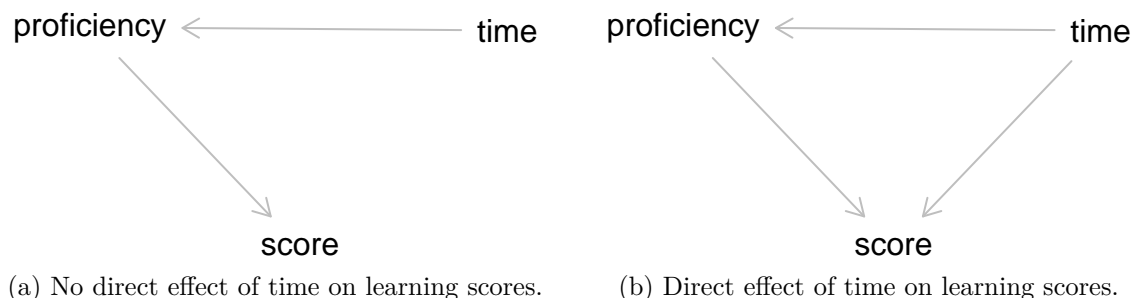 proficiency time
score
(a) No direct effect of time on learning scores.
proficiency time
score
(b) Direct effect of time on learning scores.